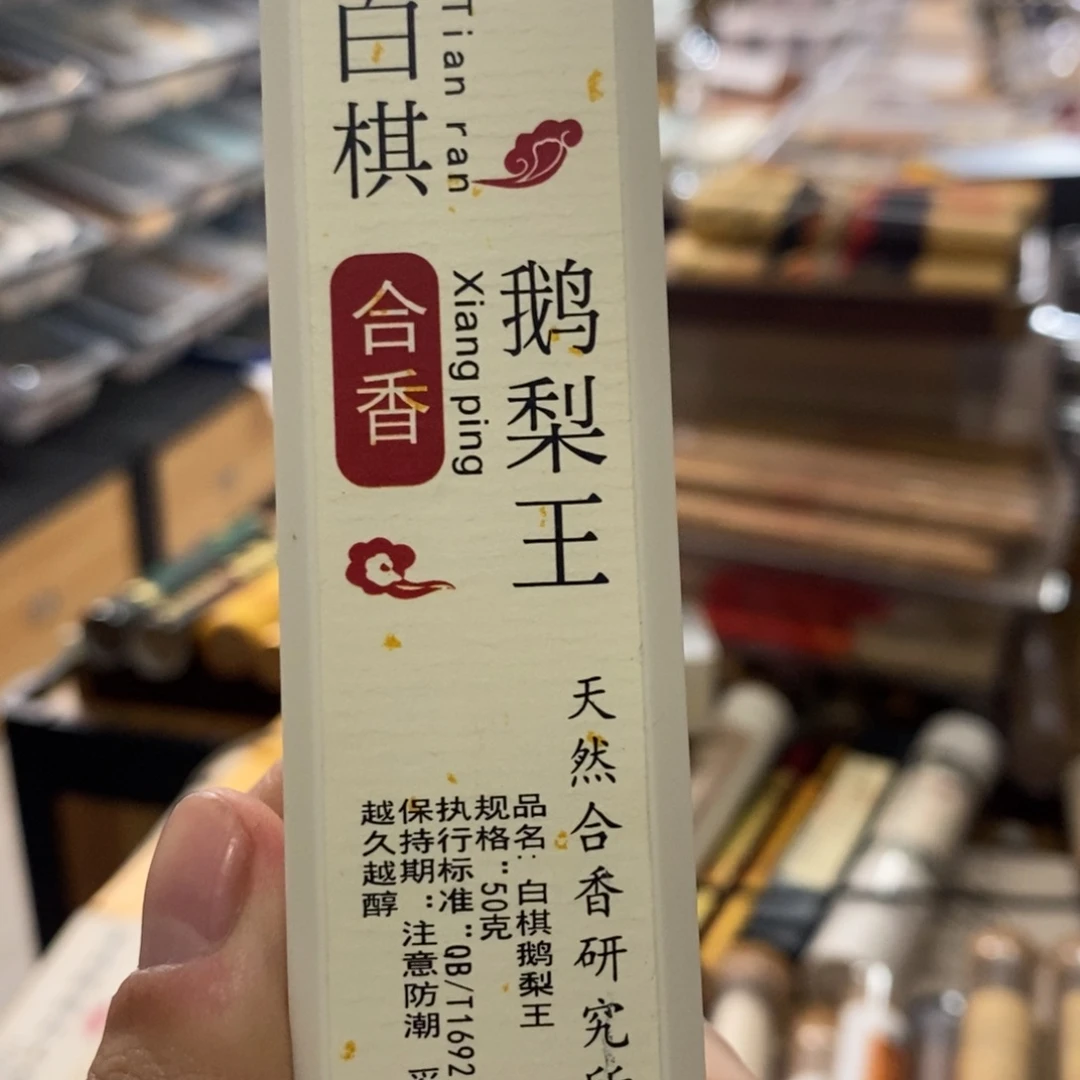 白棋
Tian ran
鹅梨王
Xiang ping
合香
天然合香研究所
品名：白棋鹅梨王
规格：50克
执行标准：QB/T1692
保持期：注意防潮
越久越醇